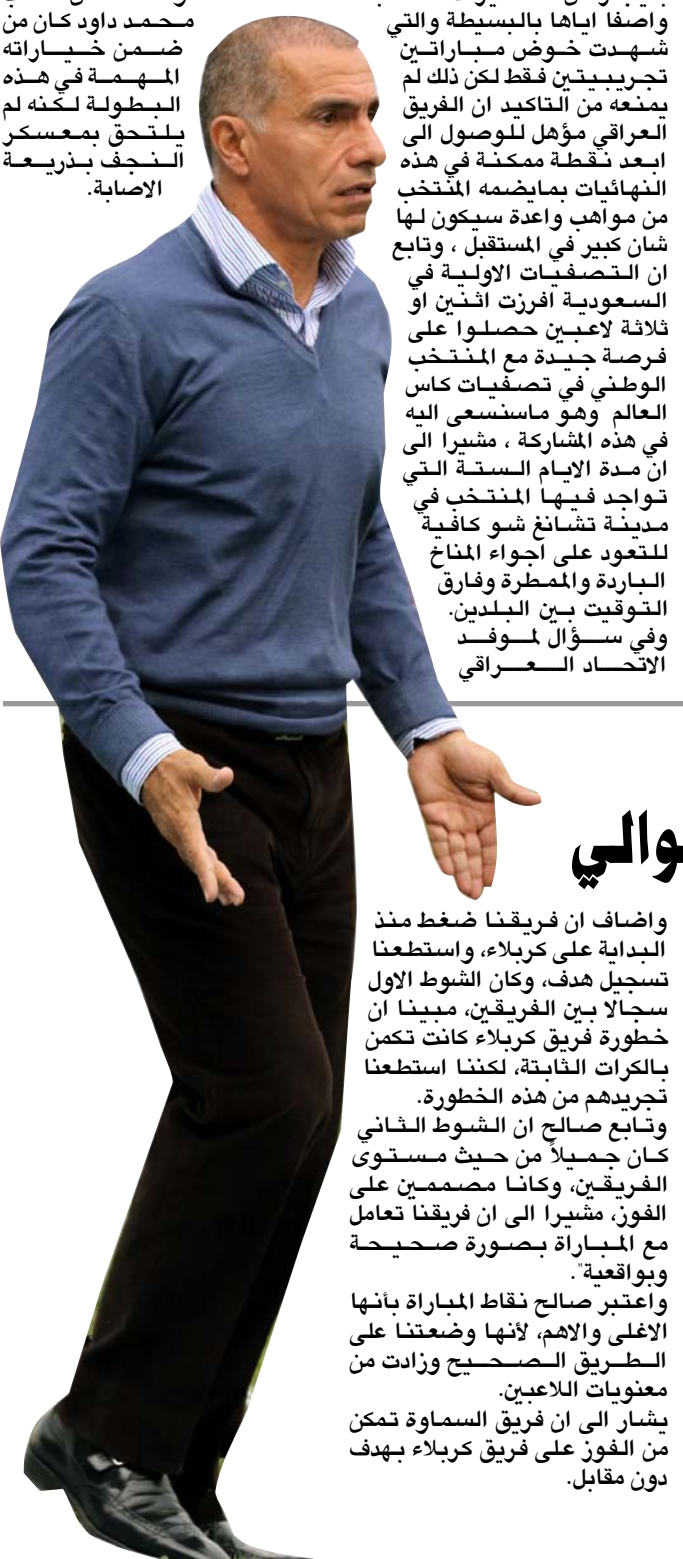 واصفا اياها بالبسيطة والتي
شهدت خوض مباراتين
تجريبيتين فقط لكن ذلك لم
يمنعه من التاكيد ان الفريق
العراقي مؤهل للوصول الى
ابعد نقطة ممكنة في هذه
النهائيات بمايضمه المنتخب
من مواهب واعدة سيكون لها
شان كبير في المستقبل ، وتابع
ان التصفيات الاولية في
السعودية افرزت اثنين او
ثلاثة لاعبين حصلوا على
فرصة جيدة مع المنتخب
الوطني في تصفيات كاس
العالم وهو ماسنسعى اليه
في هذه المشاركة ، مشيرا الى
ان مدة الايام الستة التي
تواجد فيها المنتخب في
مدينة تشانغ شو كافية
للتعود على اجواء المناخ
الباردة والممطرة وفارق
التوقيت بين البلدين.
وفي سؤال لموفد
الاتحاد العراقي
محمد داود كان من
ضمن خياراته
المهمة في هذه
البطولة لكنه لم
يلتحق بمعسكر
النجف بذريعة
الاصابة.
والي
واضاف ان فريقنا ضغط منذ
البداية على كربلاء، واستطعنا
تسجيل هدف، وكان الشوط الاول
سجالا بين الفريقين، مبينا ان
خطورة فريق كربلاء كانت تكمن
بالكرات الثابتة، لكننا استطعنا
تجريدهم من هذه الخطورة.
وتابع صالح ان الشوط الثاني
كان جميلاً من حيث مستوى
الفريقين، وكانا مصممين على
الفوز، مشيرا الى ان فريقنا تعامل
مع المباراة بصورة صحيحة
وبواقعية".
واعتبر صالح نقاط المباراة بأنها
الاغلى والاهم، لأنها وضعتنا على
الطريق الصحيح وزادت من
معنويات اللاعبين.
يشار الى ان فريق السماوة تمكن
من الفوز على فريق كربلاء بهدف
دون مقابل.